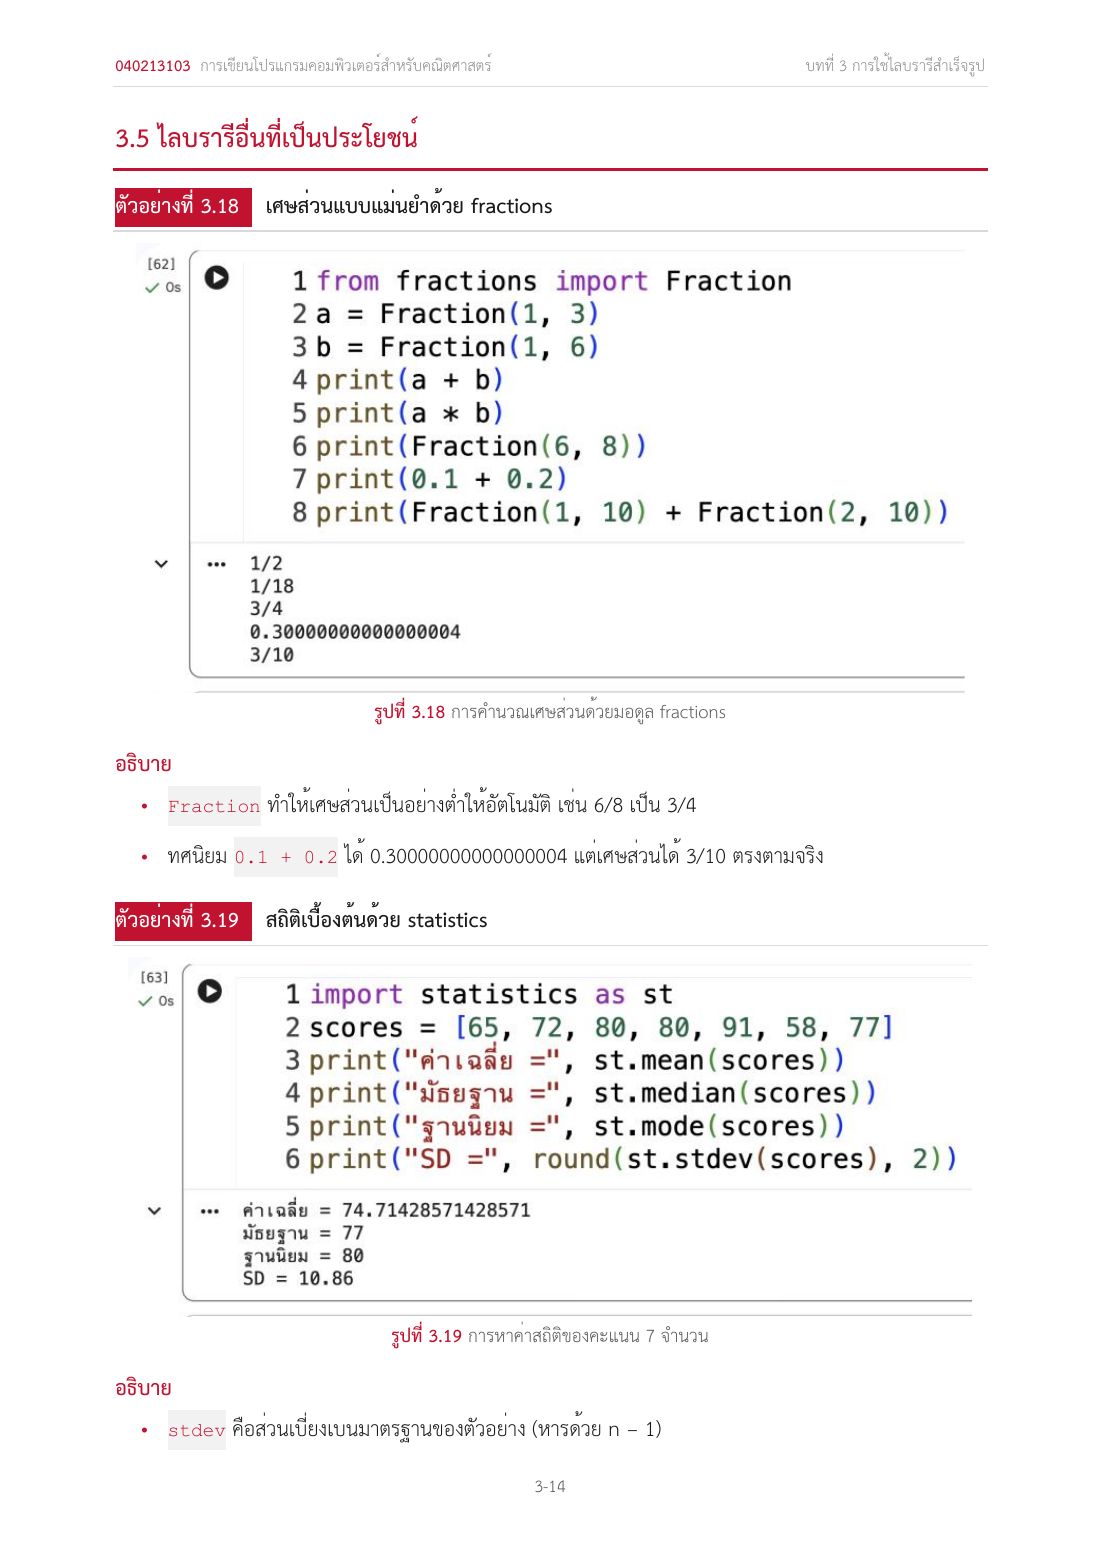 040213103 การเขียนโปรแกรมคอมพิวเตอร์สำหรับคณิตศาสตร์ บทที่ 3 การใช้ไลบรารีสำเร็จรูป
3.5 ไลบรารีอื่นที่เป็นประโยชน์
ตัวอย่างที่ 3.18 เศษส่วนแบบแม่นยำด้วย fractions
[62]
0s
1 from fractions import Fraction
2 a = Fraction(1, 3)
3 b = Fraction(1, 6)
4 print(a + b)
5 print(a * b)
6 print(Fraction(6, 8))
7 print(0.1 + 0.2)
8 print(Fraction(1, 10) + Fraction(2, 10))
1/2
1/18
3/4
0.30000000000000004
3/10
รูปที่ 3.18 การคำนวณเศษส่วนด้วยมอดูล fractions
อธิบาย
• Fraction ทำให้เศษส่วนเป็นอย่างต่ำให้อัตโนมัติ เช่น 6/8 เป็น 3/4
• ทศนิยม 0.1 + 0.2 ได้ 0.30000000000000004 แต่เศษส่วนได้ 3/10 ตรงตามจริง
ตัวอย่างที่ 3.19 สถิติเบื้องต้นด้วย statistics
[63]
0s
1 import statistics as st
2 scores = [65, 72, 80, 80, 91, 58, 77]
3 print("ค่าเฉลี่ย =", st.mean(scores))
4 print("มัธยฐาน =", st.median(scores))
5 print("ฐานนิยม =", st.mode(scores))
6 print("SD =", round(st.stdev(scores), 2))
ค่าเฉลี่ย = 74.71428571428571
มัธยฐาน = 77
ฐานนิยม = 80
SD = 10.86
รูปที่ 3.19 การหาค่าสถิติของคะแนน 7 จำนวน
อธิบาย
• stdev คือส่วนเบี่ยงเบนมาตรฐานของตัวอย่าง (หารด้วย n – 1)
3-14